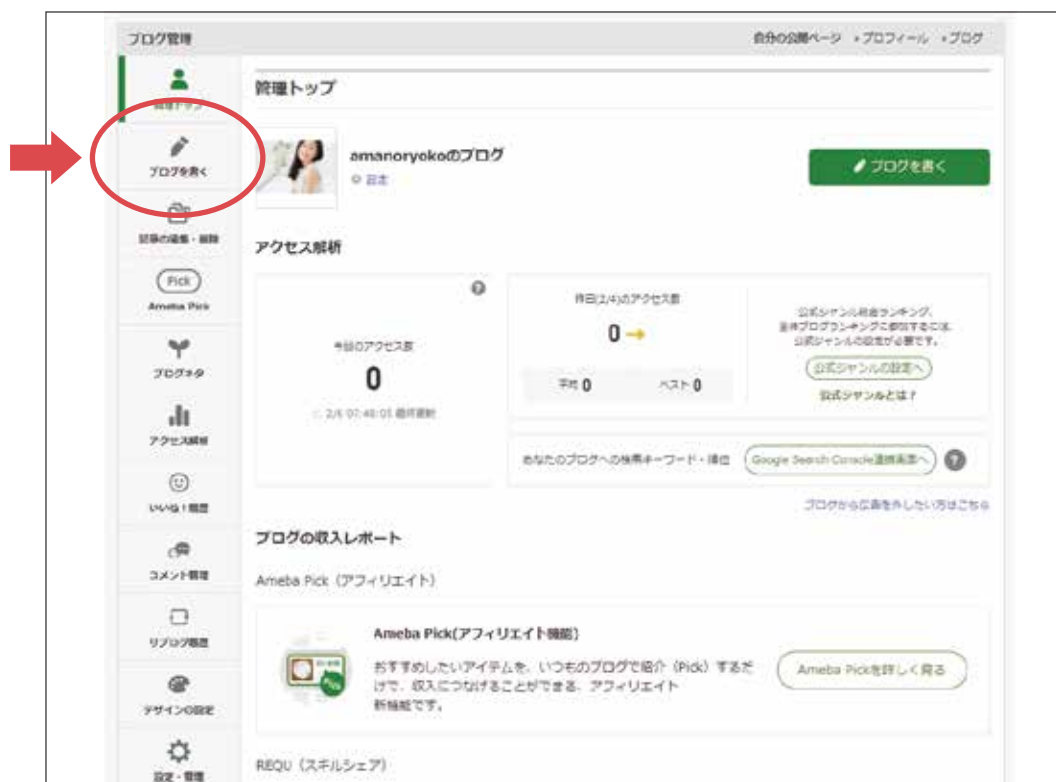 ブログ管理
自分の公開ページ
プロフィール
ブログ
管理トップ
管理トップ
ブログを書く
amanoryokoのブログ
設定
ブログを書く
記事の編集・削除
アクセス解析
Pick
Ameba Pick
昨日(2/4)のアクセス数
0
公式ジャンル総合ランキング、
全体ブログランキングに参加するには、
公式ジャンルの設定が必要です。
今日のアクセス数
0
2/6 07:48:05 最終更新
平均 0
ベスト 0
公式ジャンルの設定へ
公式ジャンルとは?
ブログネタ
アクセス解析
あなたのブログへの検索キーワード・順位
Google Search Console連携画面へ
いいね!履歴
ブログから広告を外したい方はこちら
ブログの収入レポート
コメント管理
Ameba Pick(アフィリエイト)
リブログ履歴
Ameba Pick(アフィリエイト機能)
おすすめしたいアイテムを、いつものブログで紹介(Pick)するだ
けで、収入につなげることができる、アフィリエイト
新機能です。
Ameba Pickを詳しく見る
デザインの設定
設定・管理
REQU(スキルシェア)